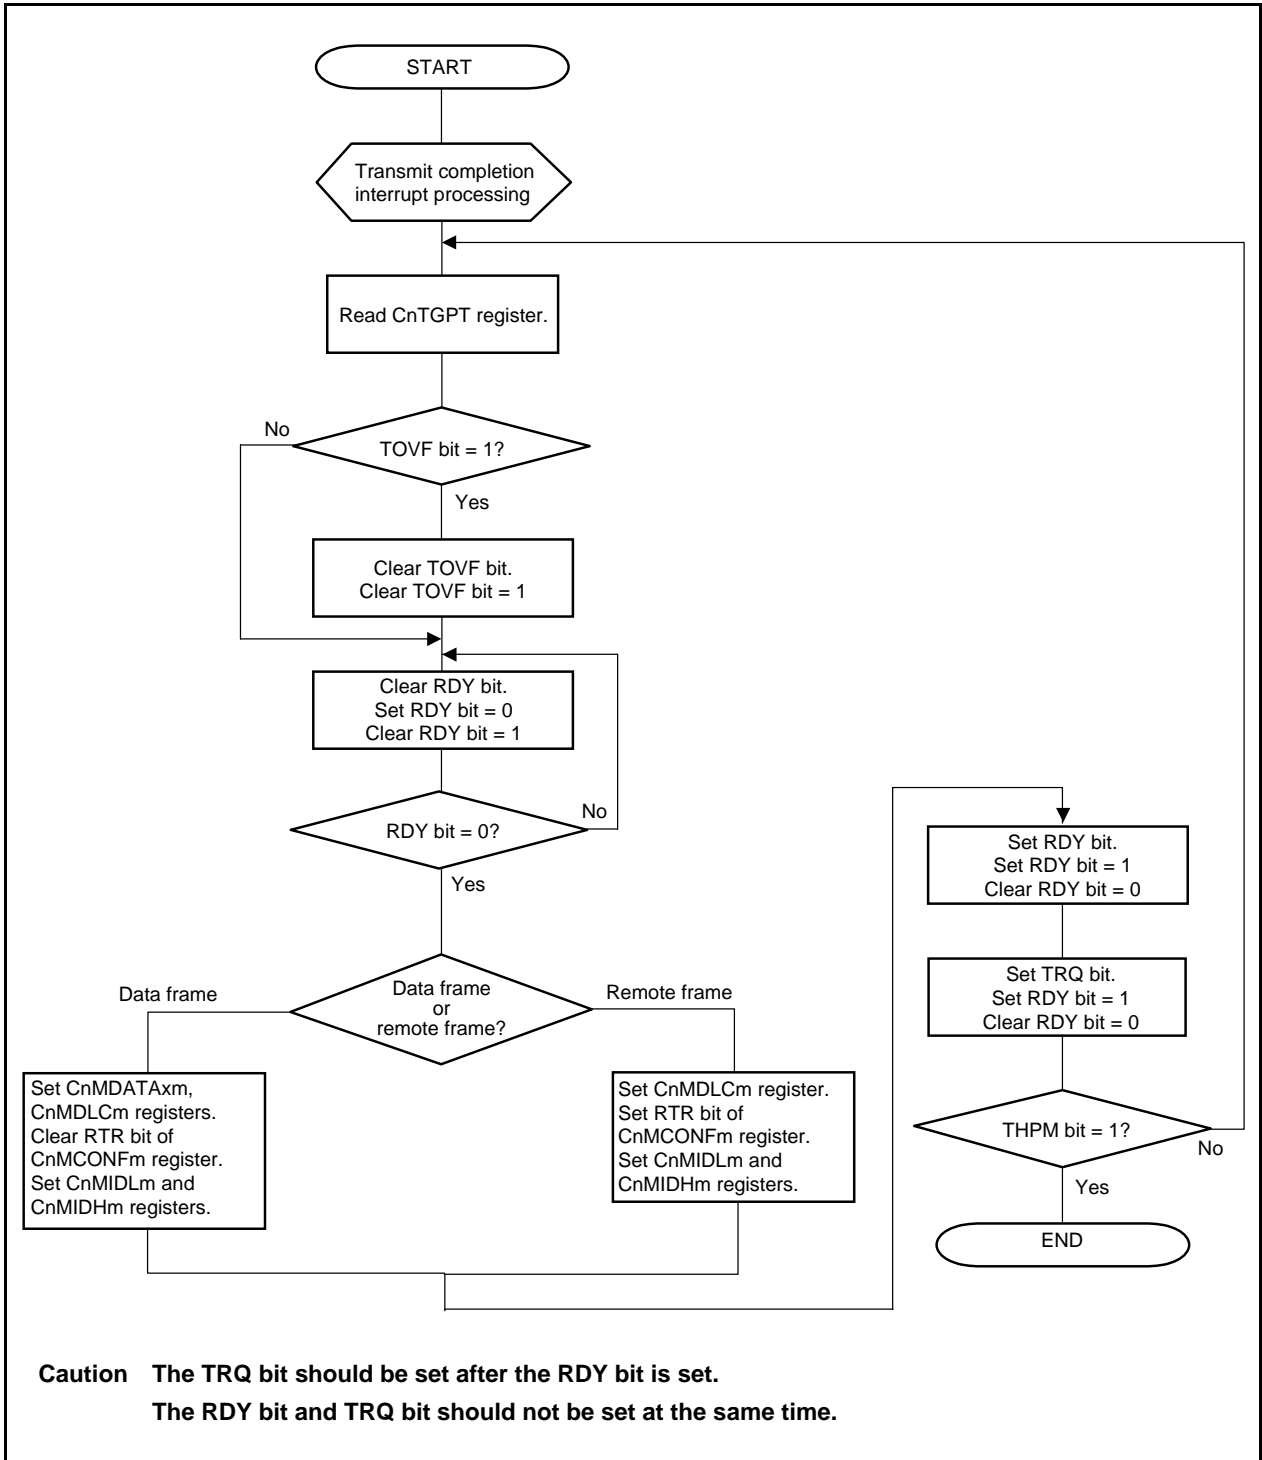 START
Transmit completion
interrupt processing
Read CnTGPT register.
No
TOVF bit = 1?
Yes
Clear TOVF bit.
Clear TOVF bit = 1
Clear RDY bit.
Set RDY bit = 0
Clear RDY bit = 1
No
RDY bit = 0?
Yes
Data frame
Data frame
or
remote frame?
Remote frame
Set CnMDATAxm,
CnMDLCm registers.
Clear RTR bit of
CnMCONFm register.
Set CnMIDLm and
CnMIDHm registers.
Set CnMDLCm register.
Set RTR bit of
CnMCONFm register.
Set CnMIDLm and
CnMIDHm registers.
Set RDY bit.
Set RDY bit = 1
Clear RDY bit = 0
Set TRQ bit.
Set RDY bit = 1
Clear RDY bit = 0
THPM bit = 1?
No
Yes
END
Caution The TRQ bit should be set after the RDY bit is set.
The RDY bit and TRQ bit should not be set at the same time.